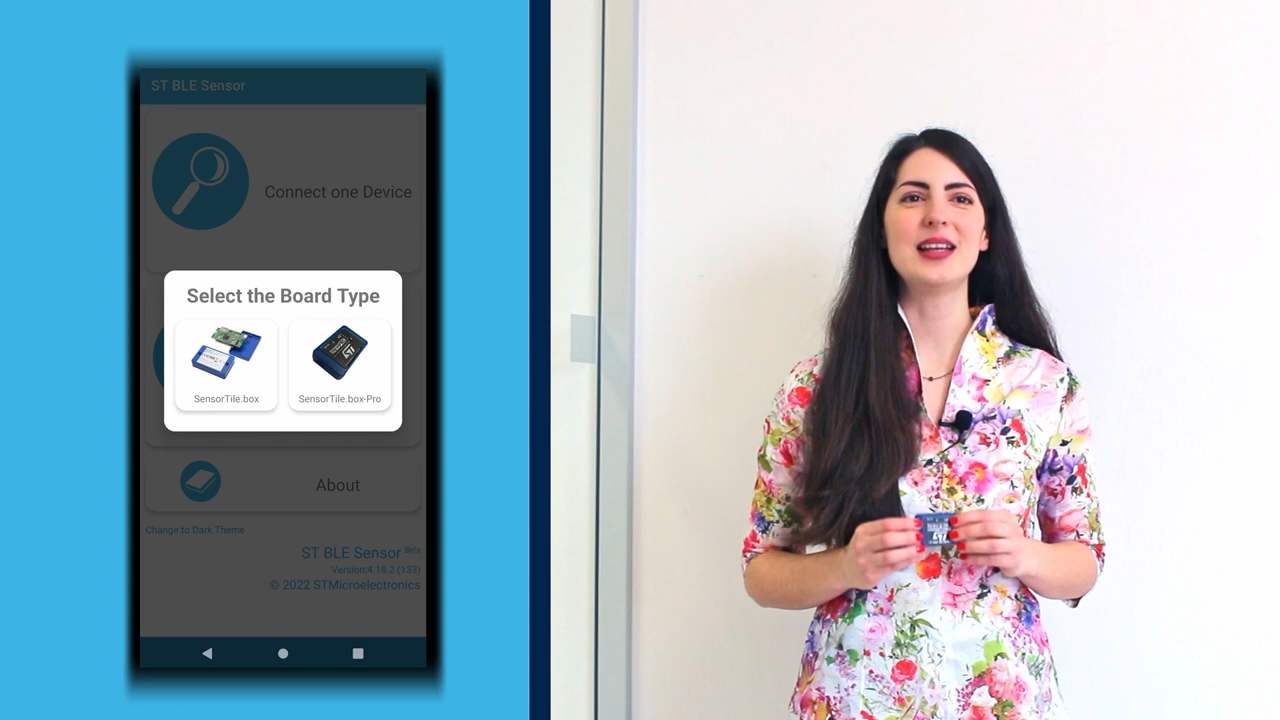 ST BLE Sensor
Connect one Device
Select the Board Type
SensorTile.box
SensorTile.box-Pro
About
Change to Dark Theme
ST BLE Sensor Beta
Version:4.18.2 (133)
© 2022 STMicroelectronics